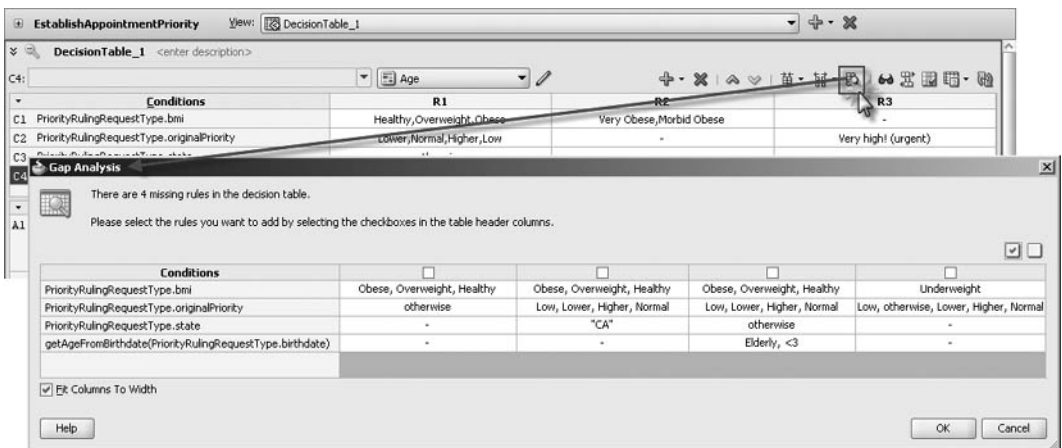 EstablishAppointmentPriority View: DecisionTable_1
DecisionTable_1 <enter description>
C4: Age
Conditions R1 R2 R3
C1 PriorityRulingRequestType.bmi Healthy,Overweight,Obese Very Obese,Morbid Obese -
C2 PriorityRulingRequestType.originalPriority Lower,Normal,Higher,Low - Very high! (urgent)
C3 PriorityRulingRequestType.state
C4
A1
Gap Analysis
There are 4 missing rules in the decision table.
Please select the rules you want to add by selecting the checkboxes in the table header columns.
Conditions
PriorityRulingRequestType.bmi Obese, Overweight, Healthy Obese, Overweight, Healthy Obese, Overweight, Healthy Underweight
PriorityRulingRequestType.originalPriority otherwise Low, Lower, Higher, Normal Low, Lower, Higher, Normal Low, otherwise, Lower, Higher, Normal
PriorityRulingRequestType.state - "CA" otherwise -
getAgeFromBirthdate(PriorityRulingRequestType.birthdate) - - Elderly, <3 -
Fit Columns To Width
Help OK Cancel